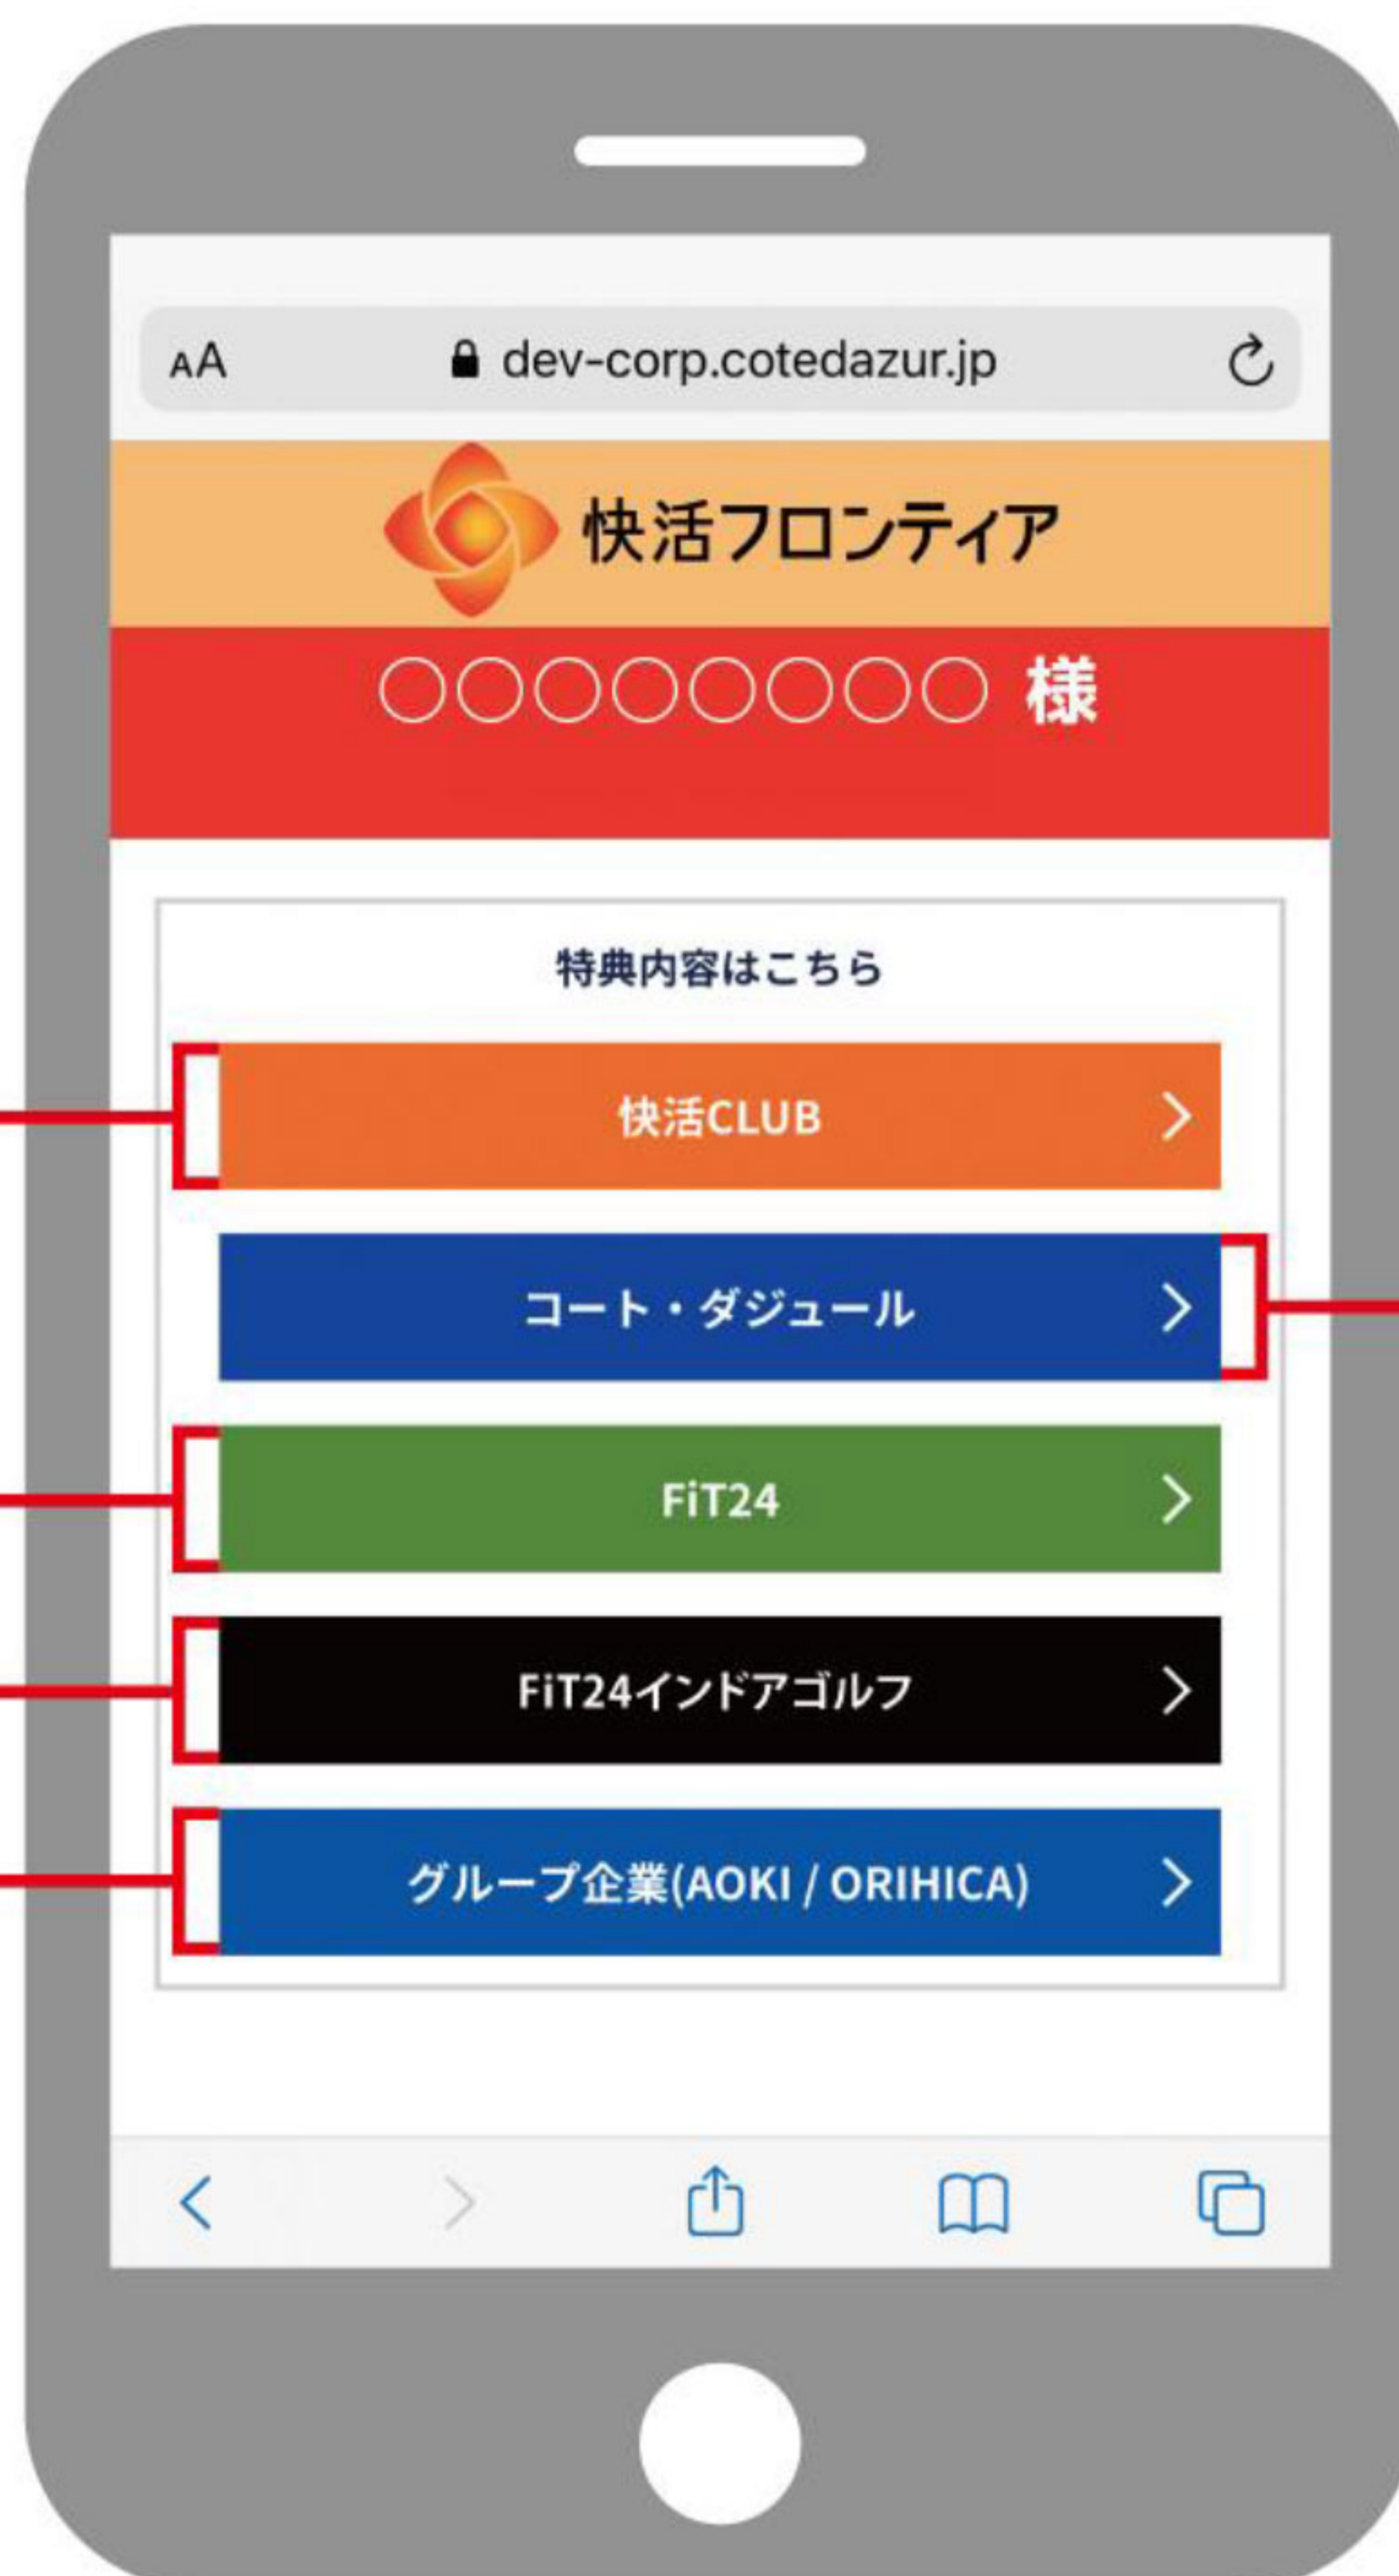 AA dev-corp.cotedazur.jp
快活フロンティア
○○○○○○○○ 様
特典内容はこちら
快活CLUB
コート・ダジュール
FiT24
FiT24インドアゴルフ
グループ企業(AOKI / ORIHICA)